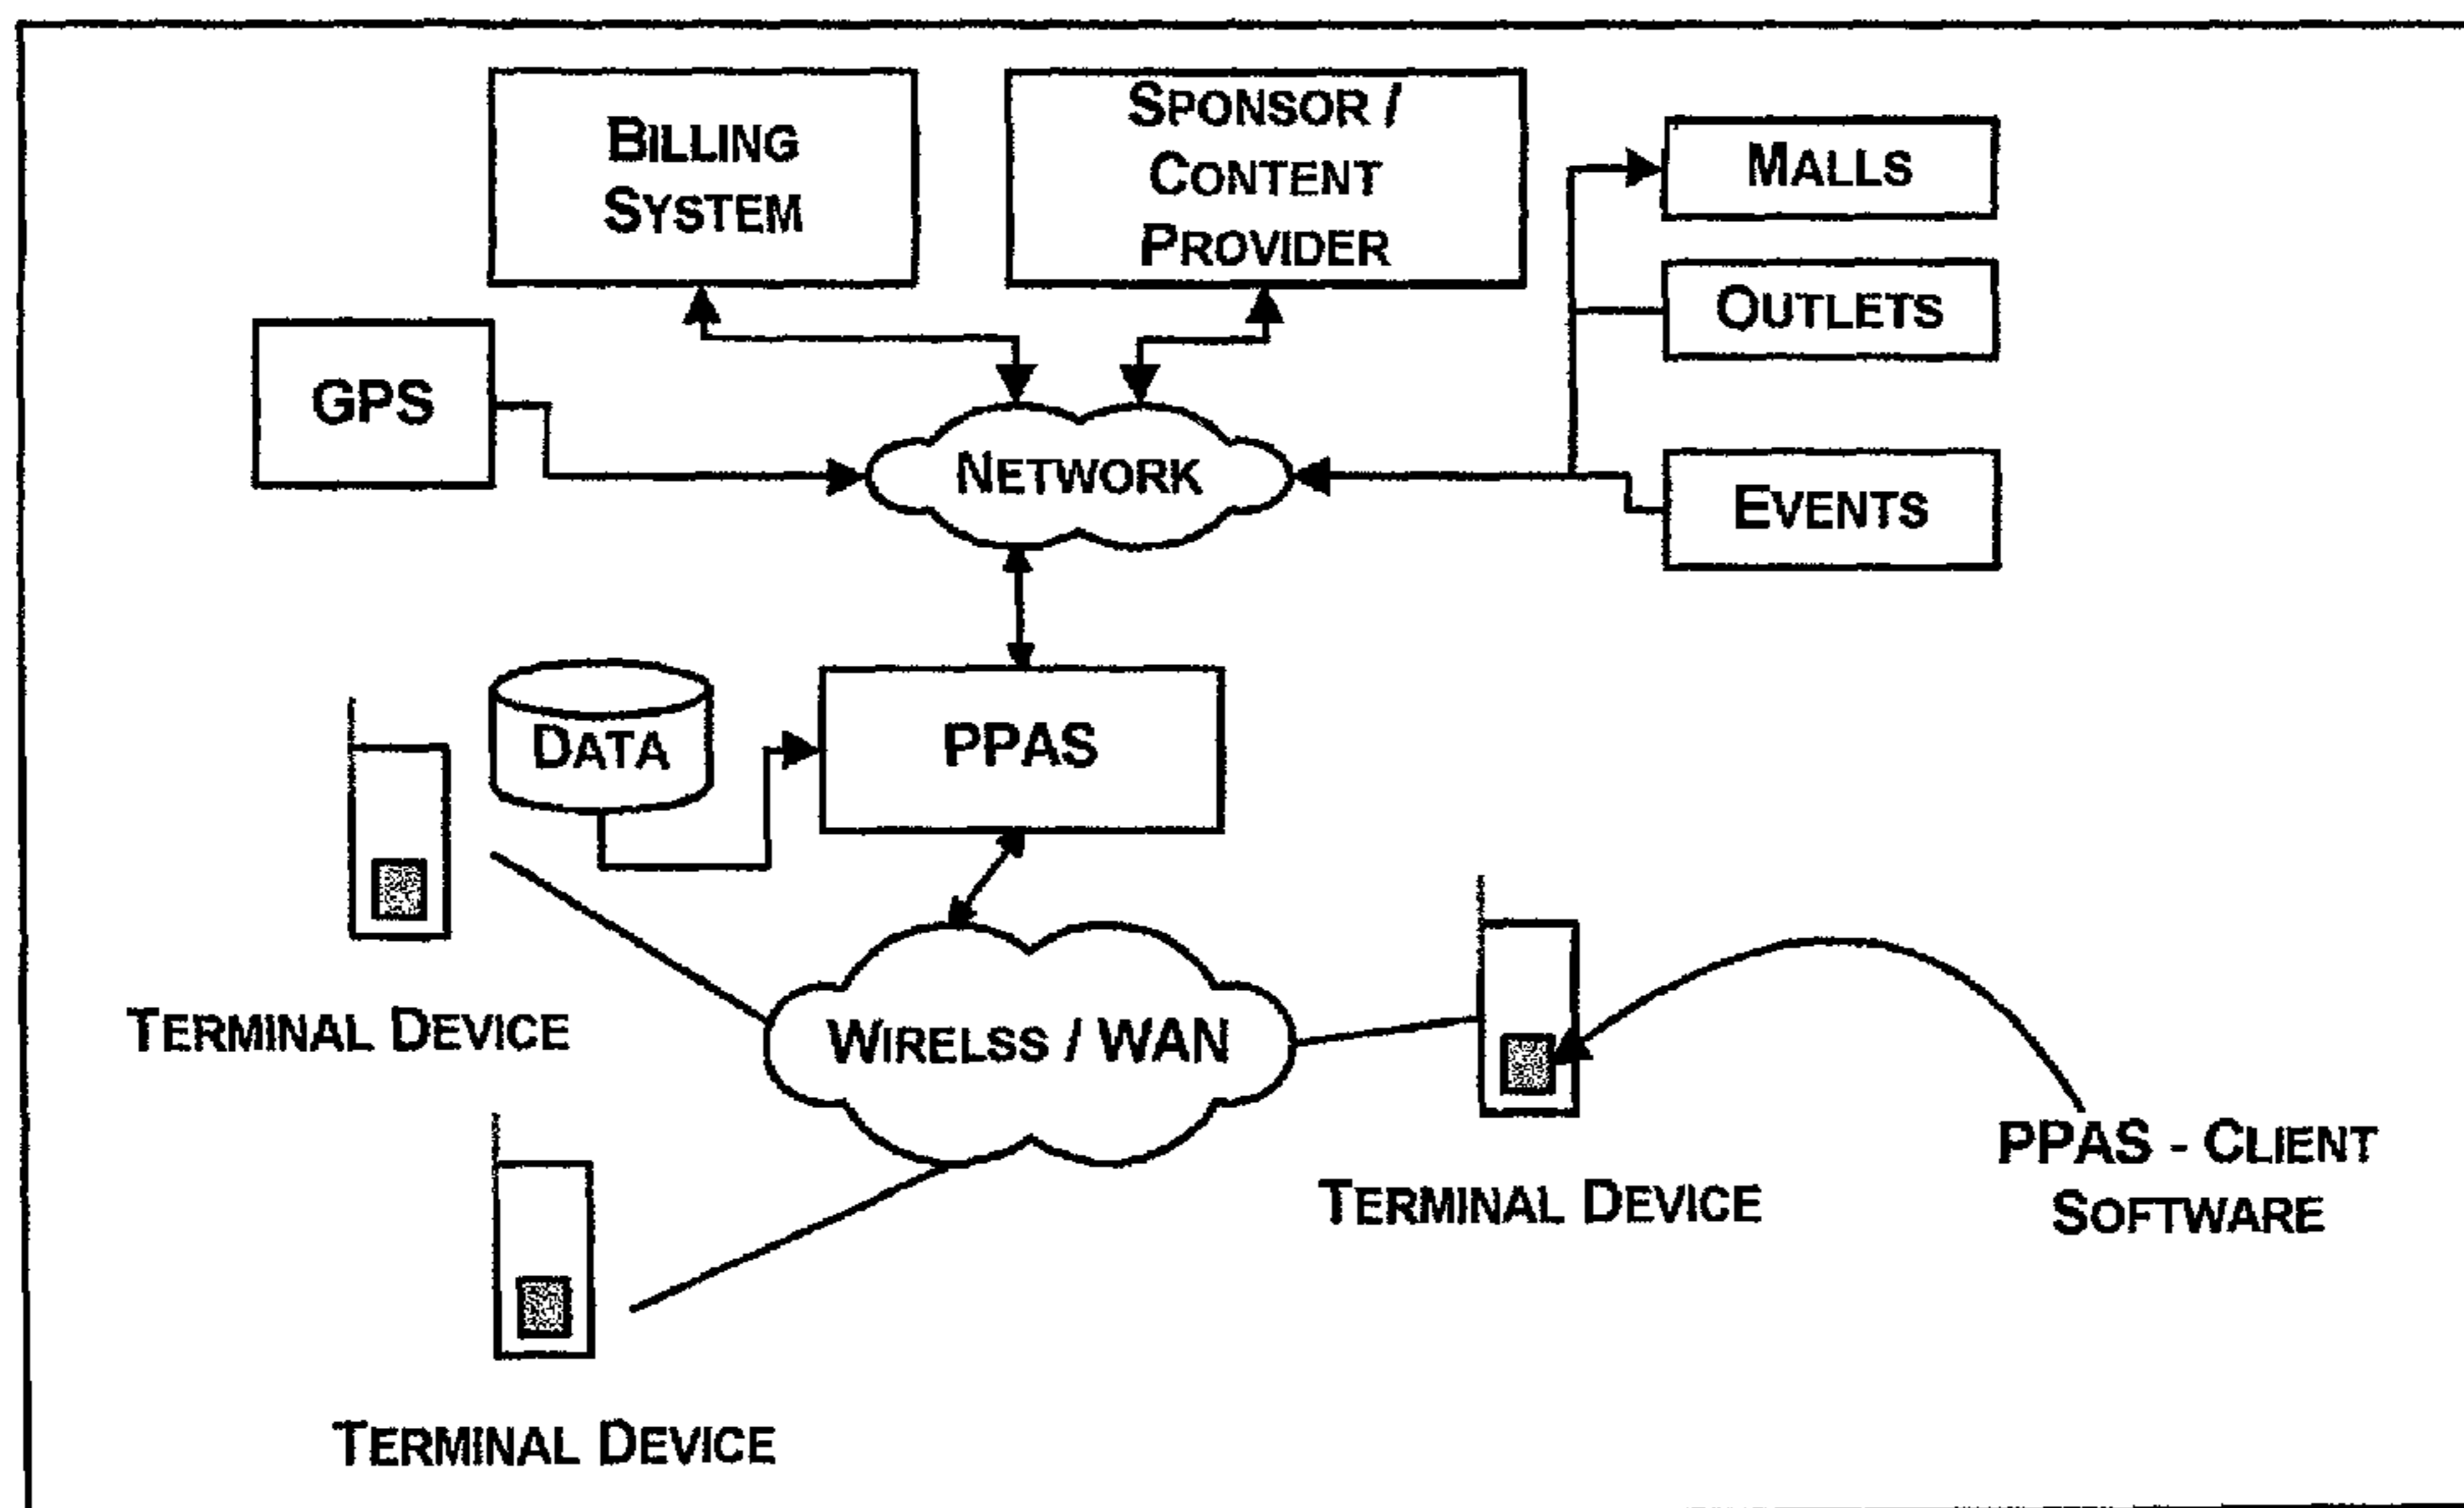 BILLING
SYSTEM
SPONSOR /
CONTENT
PROVIDER
MALLS
OUTLETS
GPS
NETWORK
EVENTS
DATA
PPAS
TERMINAL DEVICE
WIRELSS / WAN
PPAS - CLIENT
SOFTWARE
TERMINAL DEVICE
TERMINAL DEVICE